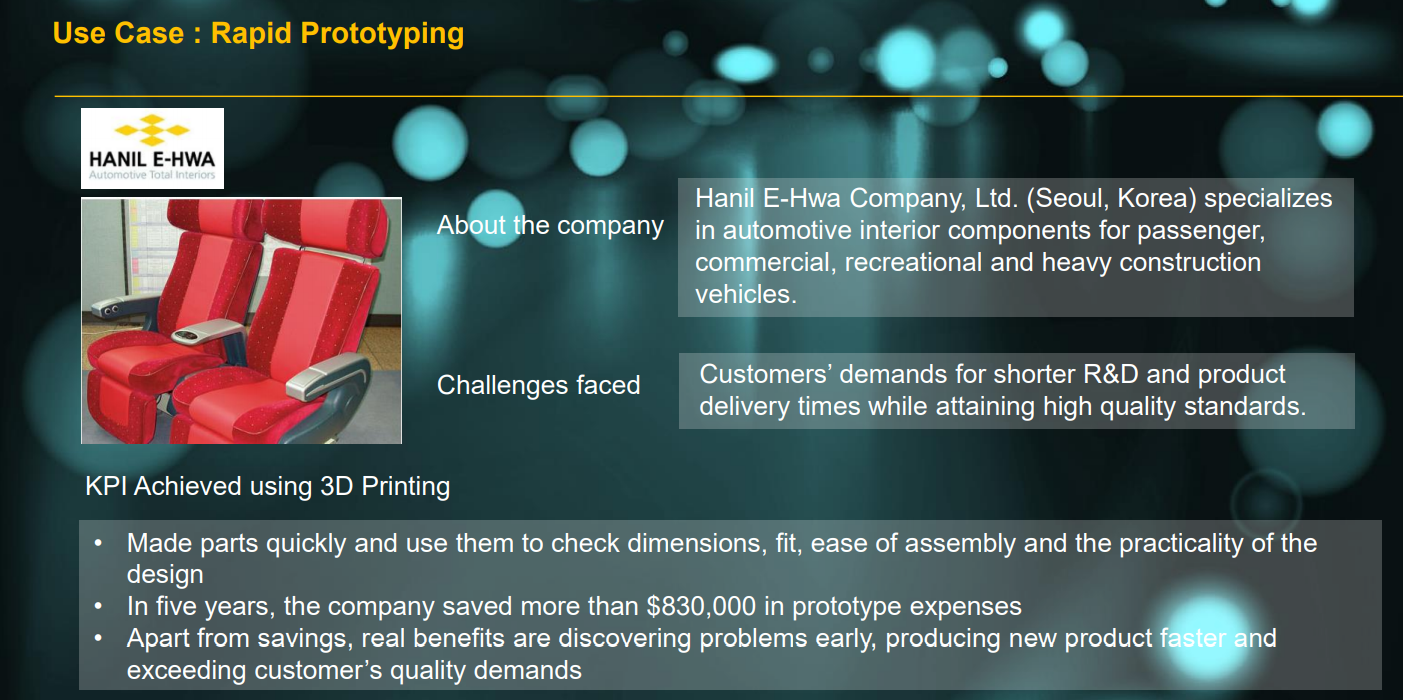 Use Case : Rapid Prototyping
HANIL E-HWA
Automotive Total Interiors
About the company
Hanil E-Hwa Company, Ltd. (Seoul, Korea) specializes
in automotive interior components for passenger,
commercial, recreational and heavy construction
vehicles.
Challenges faced
Customers’ demands for shorter R&D and product
delivery times while attaining high quality standards.
KPI Achieved using 3D Printing
• Made parts quickly and use them to check dimensions, fit, ease of assembly and the practicality of the
design
• In five years, the company saved more than $830,000 in prototype expenses
• Apart from savings, real benefits are discovering problems early, producing new product faster and
exceeding customer’s quality demands